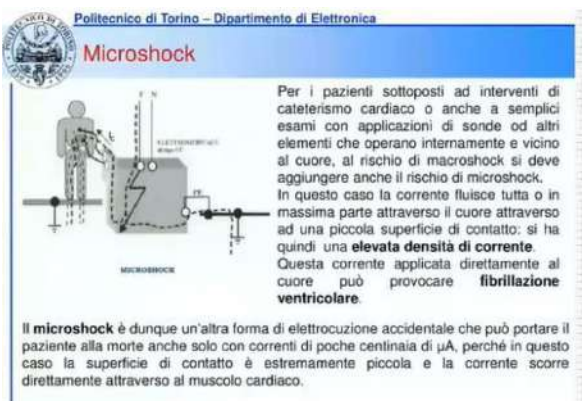 Politecnico di Torino – Dipartimento di Elettronica
Microshock
F N
Per i pazienti sottoposti ad interventi di
cateterismo cardiaco o anche a semplici
esami con applicazioni di sonde od altri
elementi che operano internamente e vicino
al cuore, al rischio di macroshock si deve
aggiungere anche il rischio di microshock.
In questo caso la corrente fluisce tutta o in
massima parte attraverso il cuore attraverso
ad una piccola superficie di contatto: si ha
quindi una elevata densità di corrente.
Questa corrente applicata direttamente al
cuore può provocare fibrillazione
ventricolare.
PE
MICROSHOCK
Il microshock è dunque un'altra forma di elettrocuzione accidentale che può portare il
paziente alla morte anche solo con correnti di poche centinaia di µA, perché in questo
caso la superficie di contatto è estremamente piccola e la corrente scorre
direttamente attraverso al muscolo cardiaco.